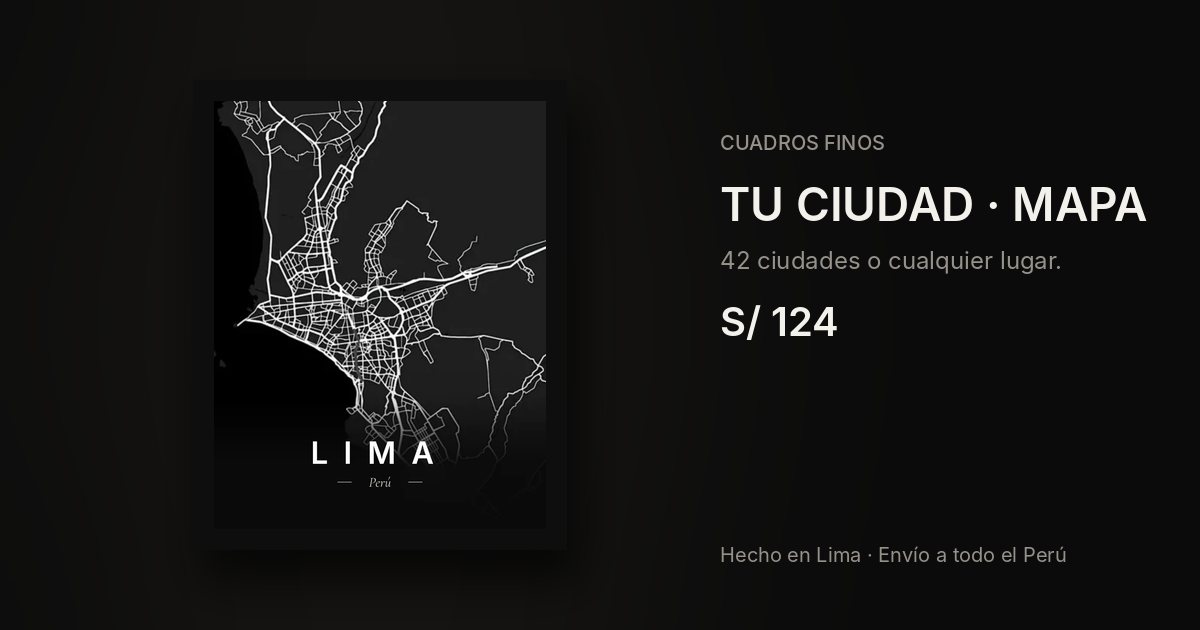 LIMA
Perú
CUADROS FINOS
TU CIUDAD · MAPA
42 ciudades o cualquier lugar.
S/ 124
Hecho en Lima · Envío a todo el Perú